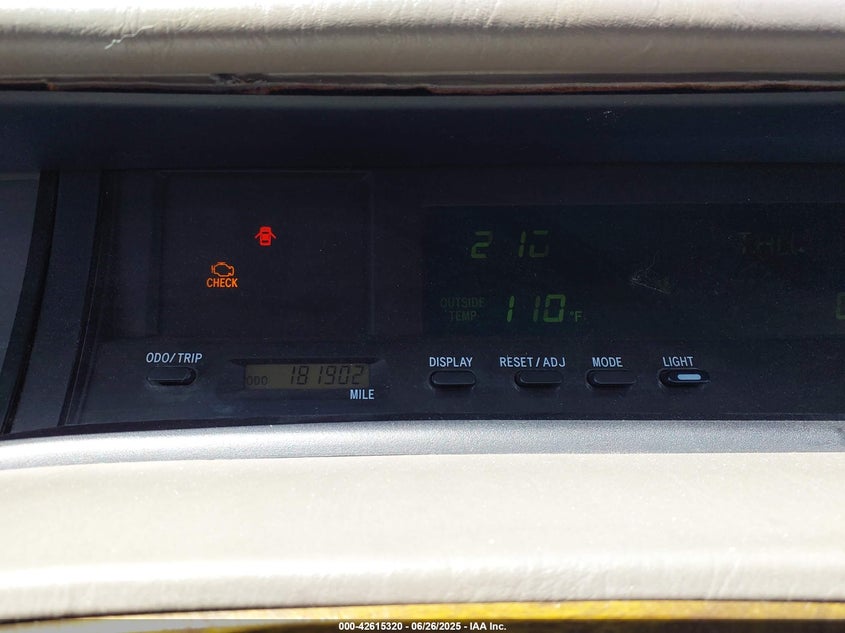 2 10
CHECK
OUTSIDE
TEMP
110 °F
ODO/TRIP
ODO 181902
MILE
DISPLAY
RESET/ADJ
MODE
LIGHT
000-42615320 - 06/26/2025 - IAA Inc.